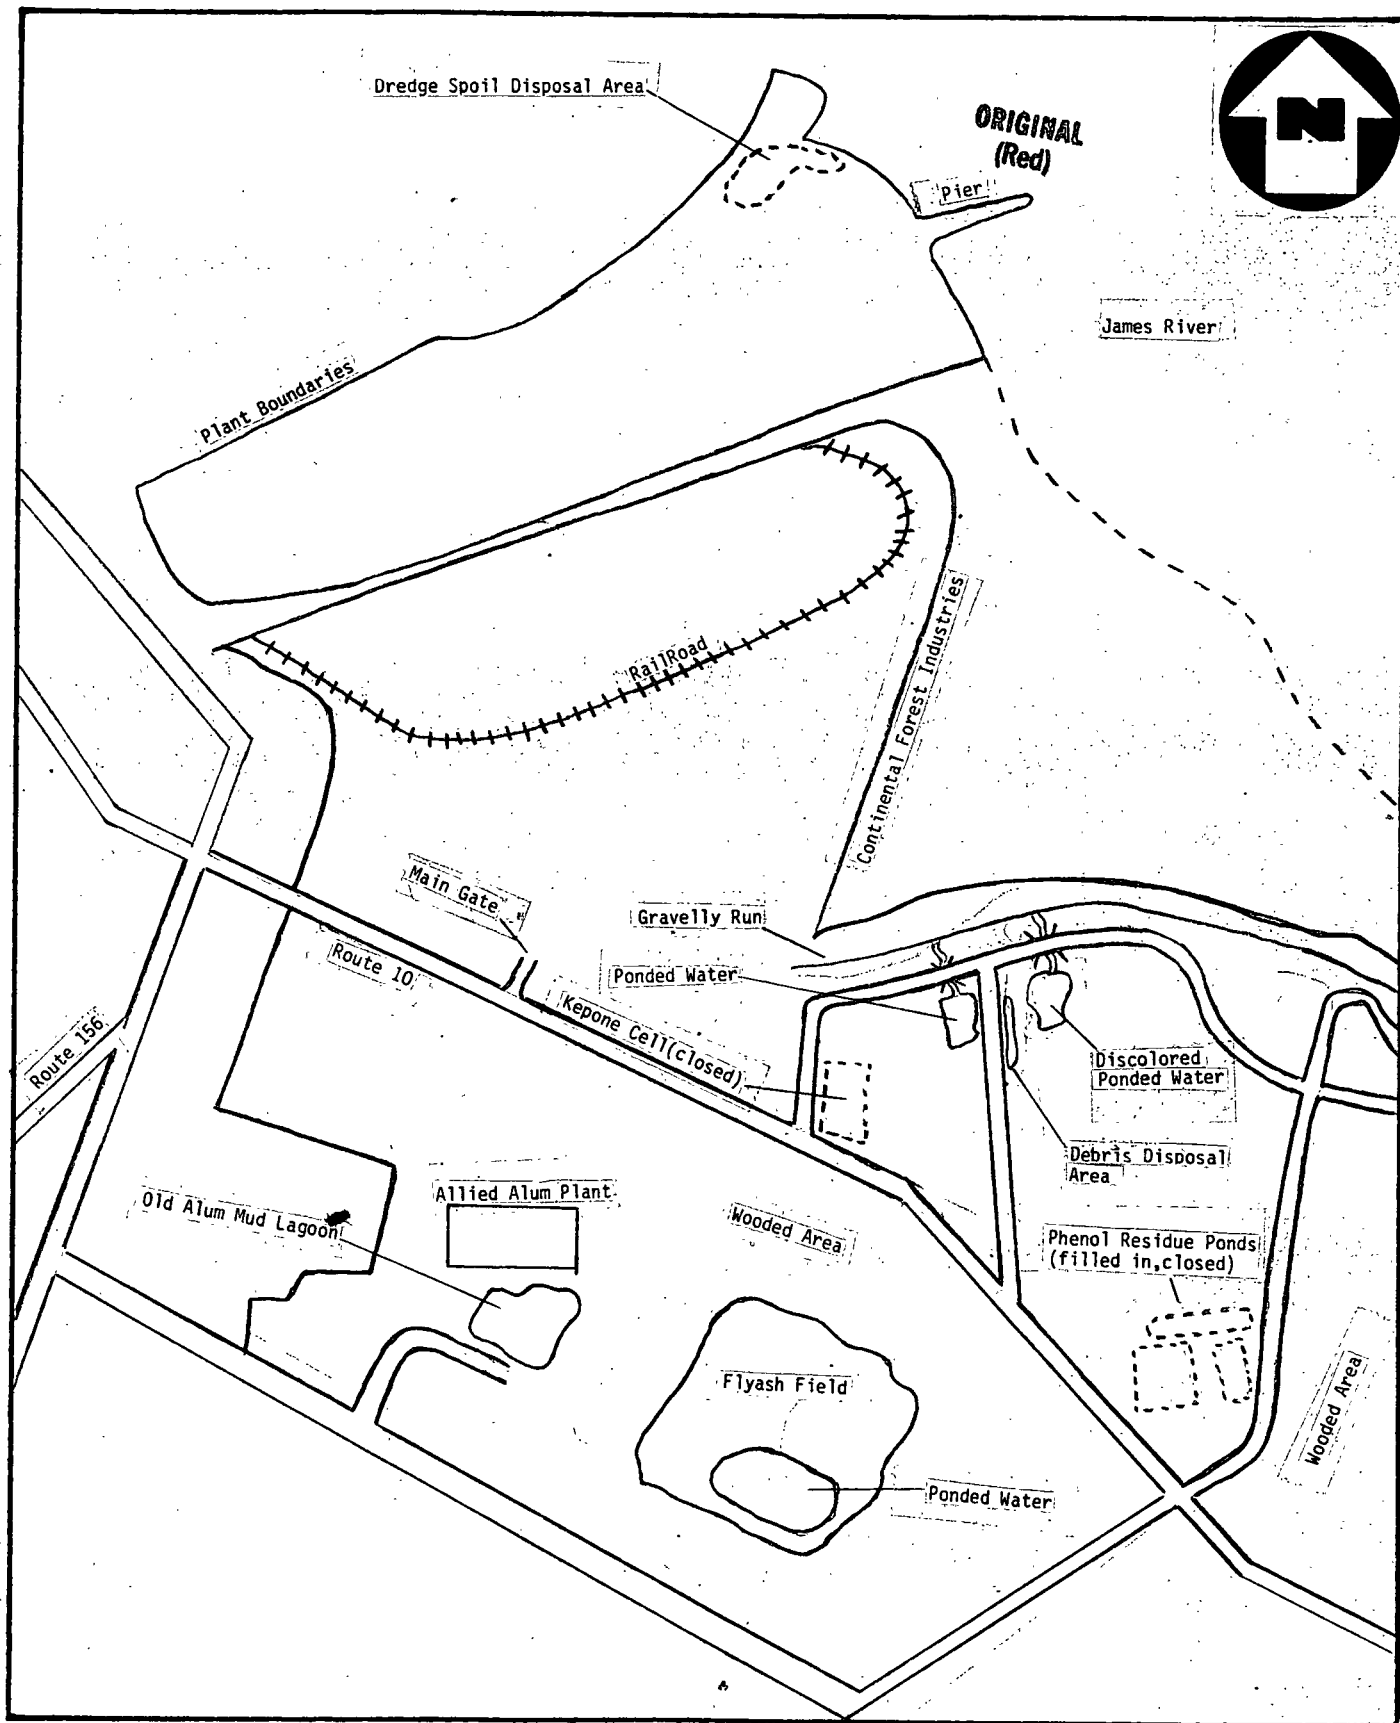 Dredge Spoil Disposal Area
N
ORIGINAL
(Red)
Pier
James River
Plant Boundaries
RailRoad
Continental Forest Industries
Main Gate
Gravelly Run
Route 10
Ponded Water
Kepone Cell(closed)
Route 156
Discolored
Ponded Water
Debris Disposal
Area
Old Alum Mud Lagoon
Allied Alum Plant
Wooded Area
Phenol Residue Ponds
(filled in,closed)
Flyash Field
Wooded Area
Ponded Water